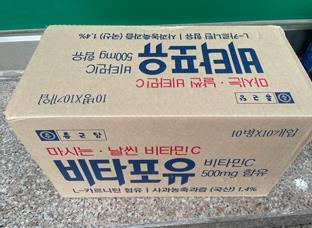 L-카르니틴 함유 | 사과농축과즙 (국산) 1.4%
비타포유
비타민C
500mg 함유
마시는 · 날씬 비타민C
10병X10개입
종근당
10병X10개입
마시는 · 날씬 비타민C
비타포유
비타민C
500mg 함유
L-카르니틴 함유 | 사과농축과즙 (국산) 1.4%